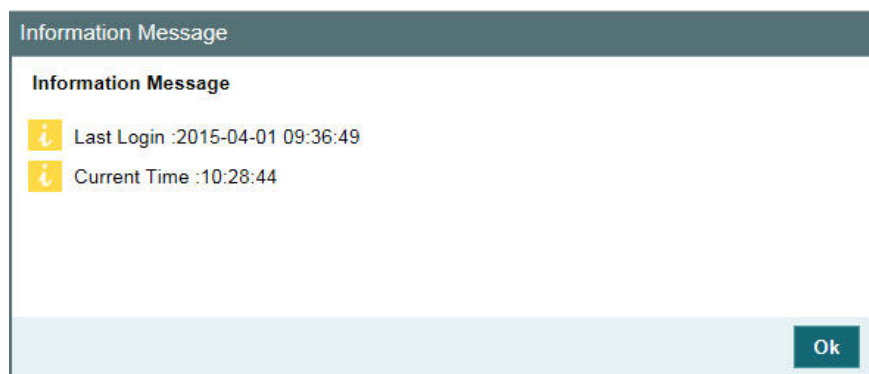 Information Message
Information Message
Last Login :2015-04-01 09:36:49
Current Time :10:28:44
Ok